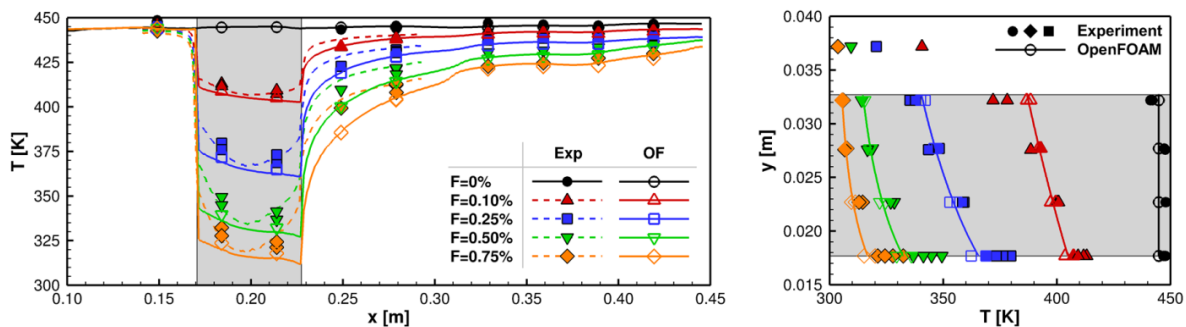 450
425
400
375
350
325
300
T [K]
0.10 0.15 0.20 0.25 0.30 0.35 0.40 0.45
x [m]
Exp OF
F=0%
F=0.10%
F=0.25%
F=0.50%
F=0.75%
0.040
0.035
0.030
0.025
0.020
0.015
y [m]
300 350 400 450
T [K]
Experiment
OpenFOAM